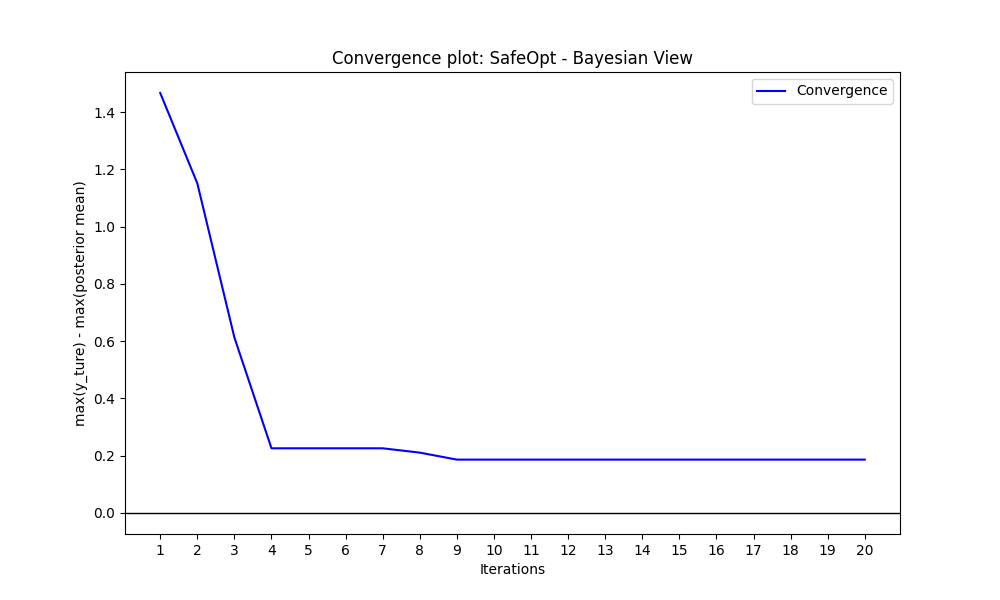 Convergence plot: SafeOpt - Bayesian View
Convergence
max(y_ture) - max(posterior mean)
1.4
1.2
1.0
0.8
0.6
0.4
0.2
0.0
1 2 3 4 5 6 7 8 9 10 11 12 13 14 15 16 17 18 19 20
Iterations